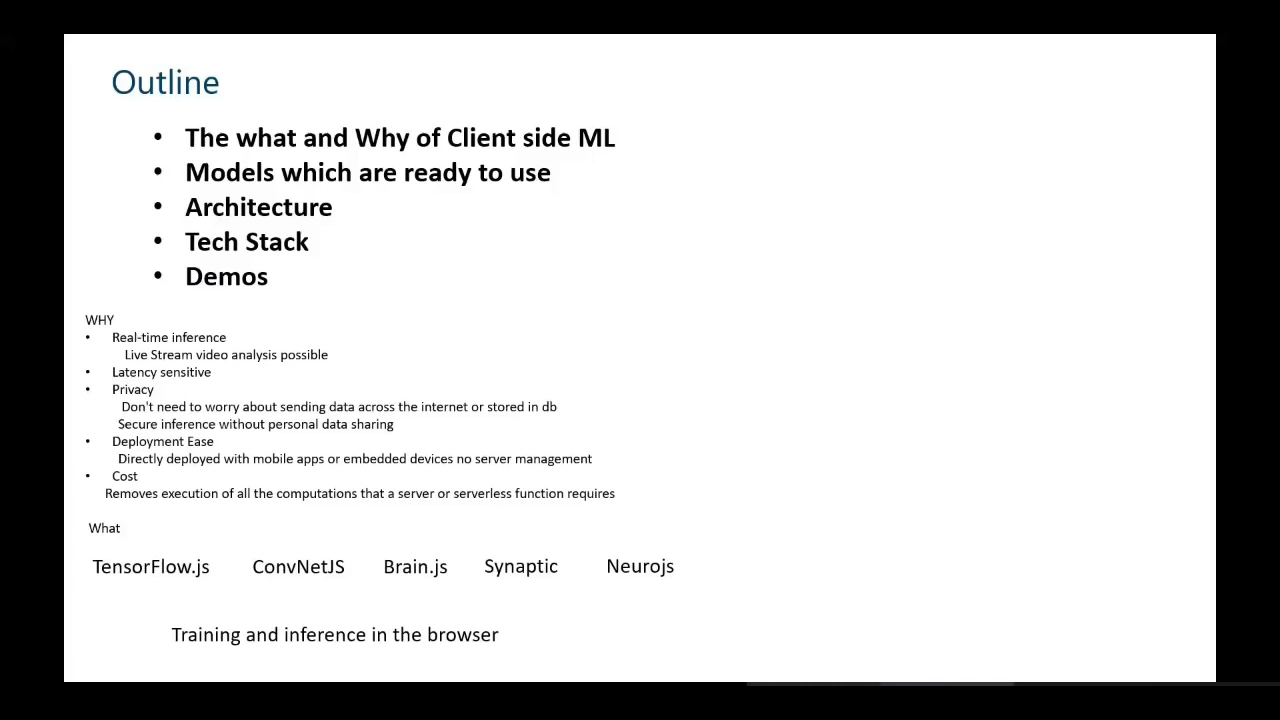 Outline
• The what and Why of Client side ML
• Models which are ready to use
• Architecture
• Tech Stack
• Demos
WHY
• Real-time inference
Live Stream video analysis possible
• Latency sensitive
• Privacy
Don't need to worry about sending data across the internet or stored in db
Secure inference without personal data sharing
• Deployment Ease
Directly deployed with mobile apps or embedded devices no server management
• Cost
Removes execution of all the computations that a server or serverless function requires
What
TensorFlow.js ConvNetJS Brain.js Synaptic Neurojs
Training and inference in the browser